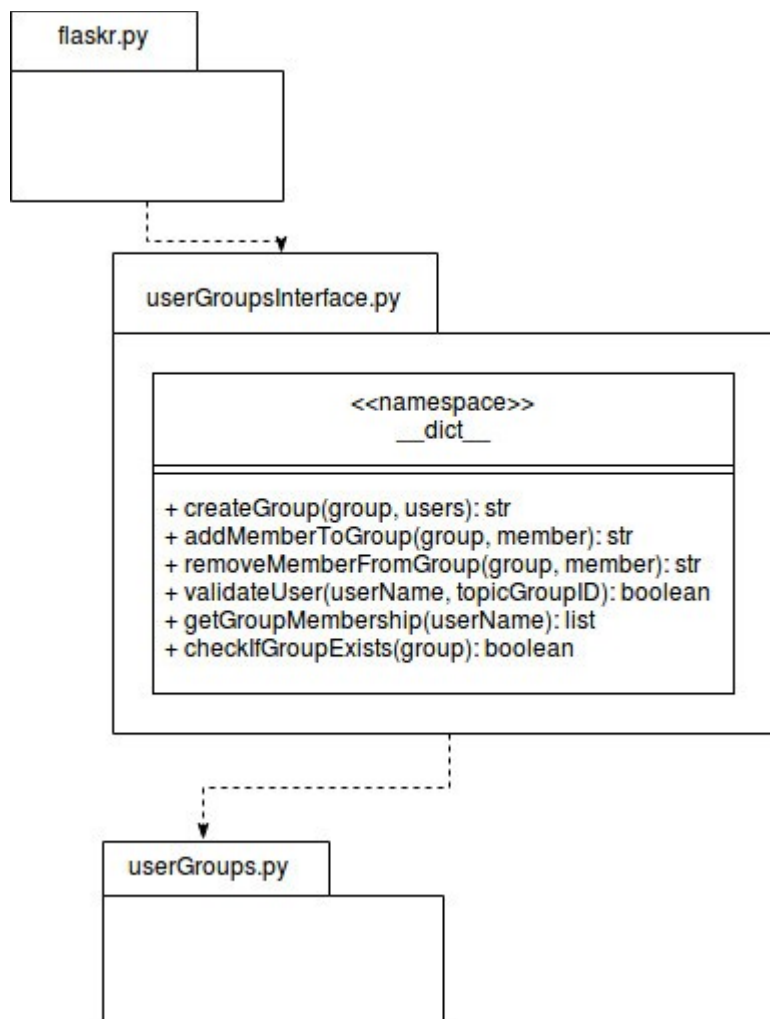 flaskr.py
userGroupsInterface.py
<<namespace>>
__dict__
+ createGroup(group, users): str
+ addMemberToGroup(group, member): str
+ removeMemberFromGroup(group, member): str
+ validateUser(userName, topicGroupID): boolean
+ getGroupMembership(userName): list
+ checkIfGroupExists(group): boolean
userGroups.py